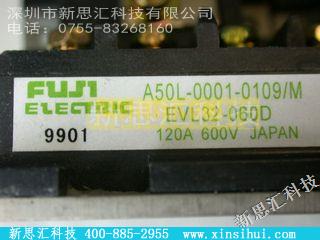 深圳市新思汇科技有限公司
电话：0755-83268160
FUJI A50L-0001-0109/M
ELECTRIC EVL32-060D
9901 120A 600V JAPAN
新思汇科技
新思汇科技 400-885-2955 www.xinsihui.com